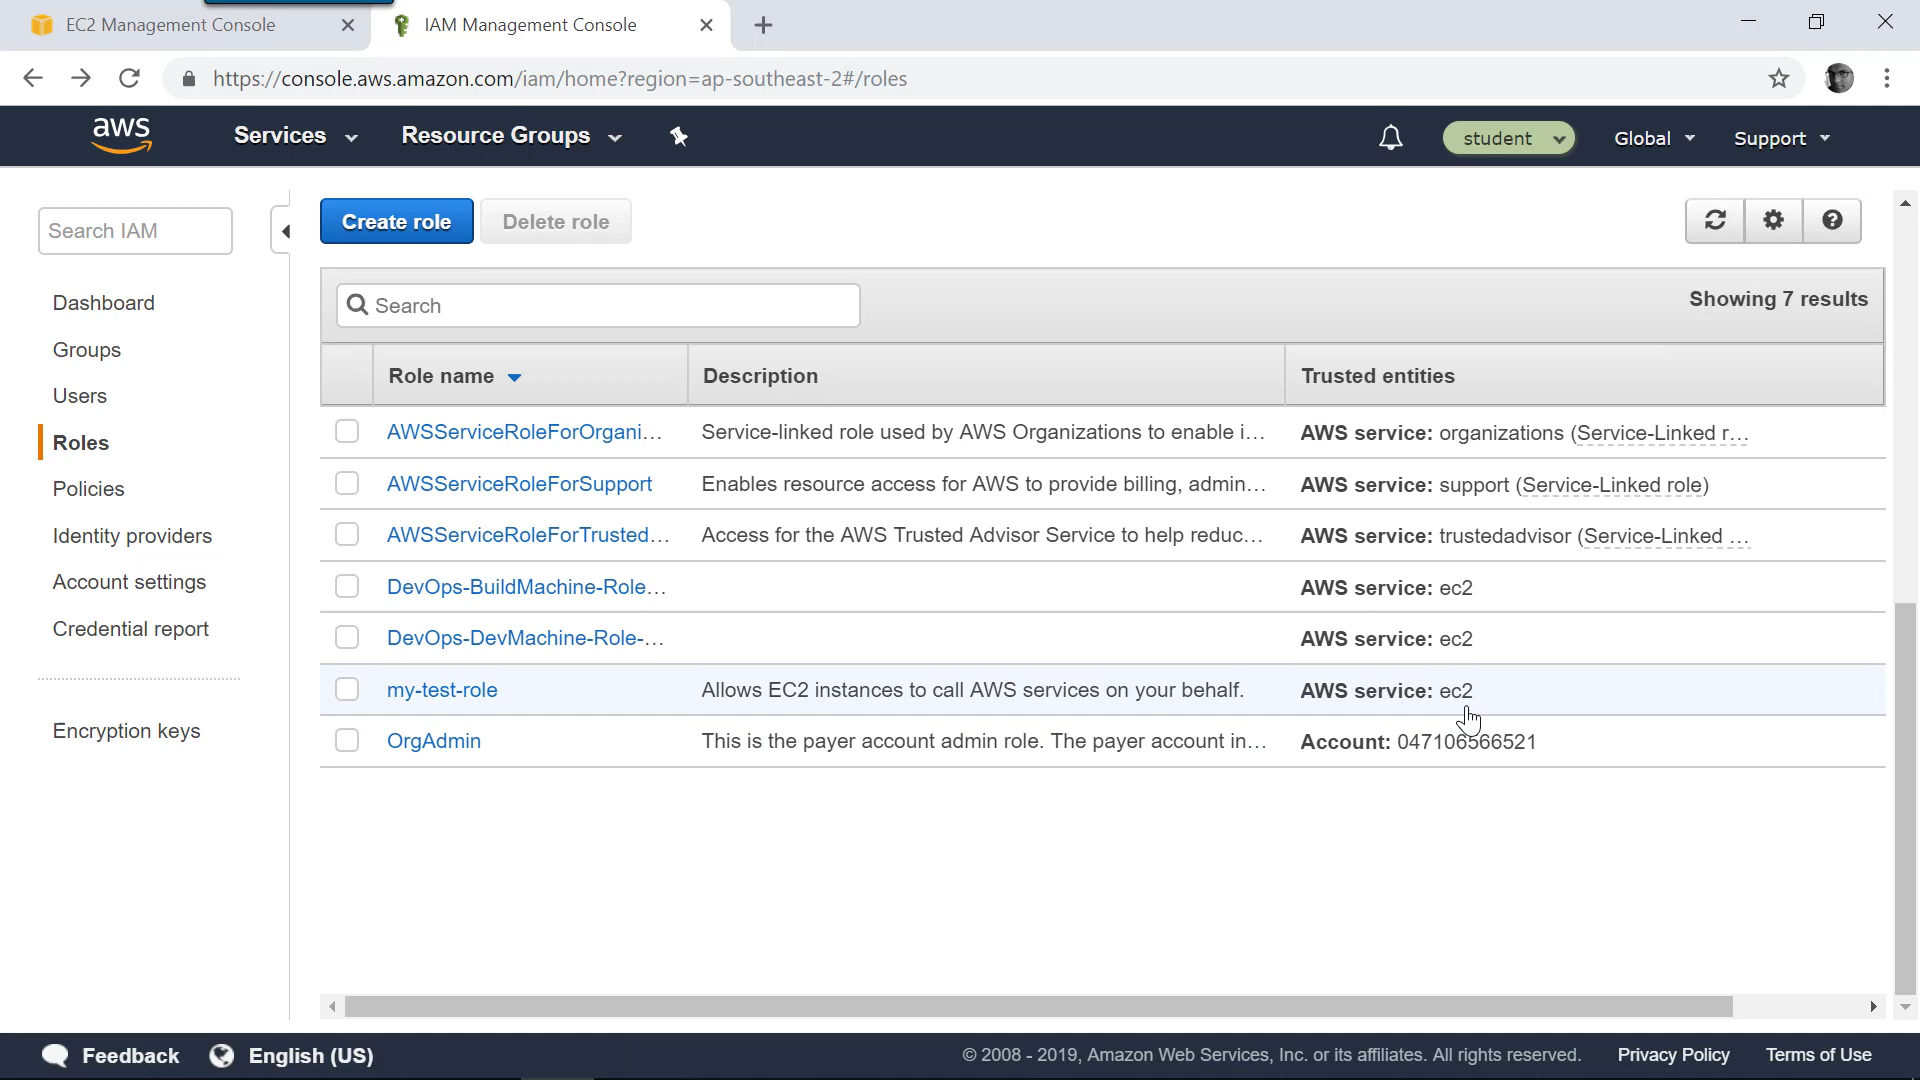 EC2 Management Console
IAM Management Console
https://console.aws.amazon.com/iam/home?region=ap-southeast-2#/roles
aws Services Resource Groups student Global Support
Search IAM
Create role Delete role
Dashboard
Groups
Users
Roles
Policies
Identity providers
Account settings
Credential report
Encryption keys
Search Showing 7 results
Role name Description Trusted entities
AWSServiceRoleForOrgani... Service-linked role used by AWS Organizations to enable i... AWS service: organizations (Service-Linked r...
AWSServiceRoleForSupport Enables resource access for AWS to provide billing, admin... AWS service: support (Service-Linked role)
AWSServiceRoleForTrusted... Access for the AWS Trusted Advisor Service to help reduc... AWS service: trustedadvisor (Service-Linked ...
DevOps-BuildMachine-Role... AWS service: ec2
DevOps-DevMachine-Role-... AWS service: ec2
my-test-role Allows EC2 instances to call AWS services on your behalf. AWS service: ec2
OrgAdmin This is the payer account admin role. The payer account in... Account: 047106566521
Feedback English (US) © 2008 - 2019, Amazon Web Services, Inc. or its affiliates. All rights reserved. Privacy Policy Terms of Use